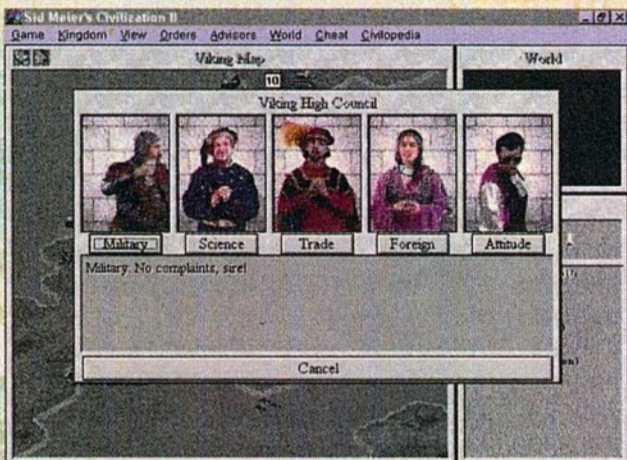 Sid Meier's Civilization II
Game Kingdom View Orders Advisors World Cheat Civilopedia
Viking Map
World
10
Viking High Council
Military Science Trade Foreign Attitude
Military: No complaints, sire!
Cancel